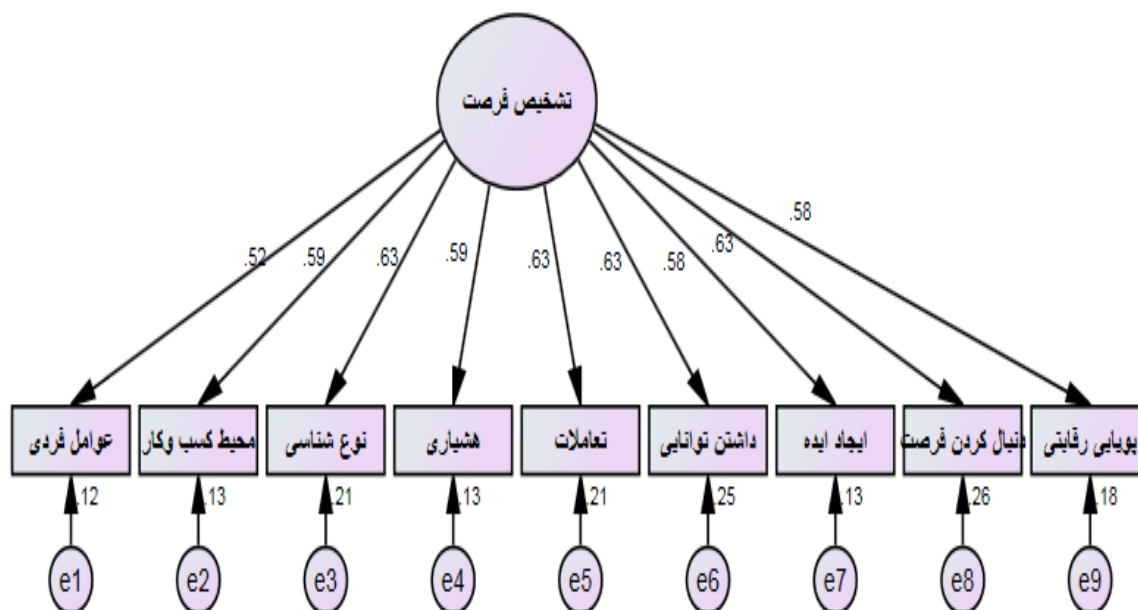 تشخیص فرصت
.52
.59
.63
.59
.63
.63
.58
.63
.58
عوامل فردی
محیط کسب وکار
نوع شناسی
هشیاری
تعاملات
داشتن توانایی
ایجاد ایده
دنبال کردن فرصت
پویایی رقابتی
.12
.13
.21
.13
.21
.25
.13
.26
.18
e1
e2
e3
e4
e5
e6
e7
e8
e9